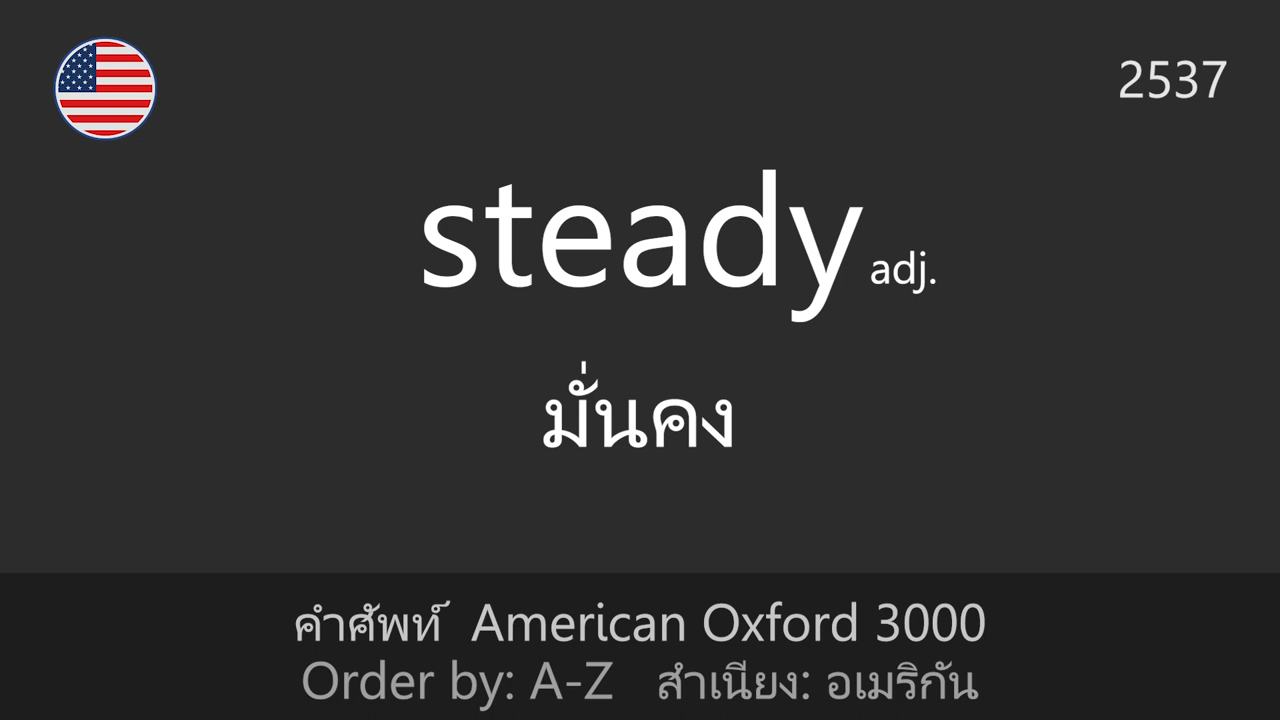 2537
steady adj.
มั่นคง
คำศัพท์ American Oxford 3000
Order by: A-Z สำเนียง: อเมริกัน